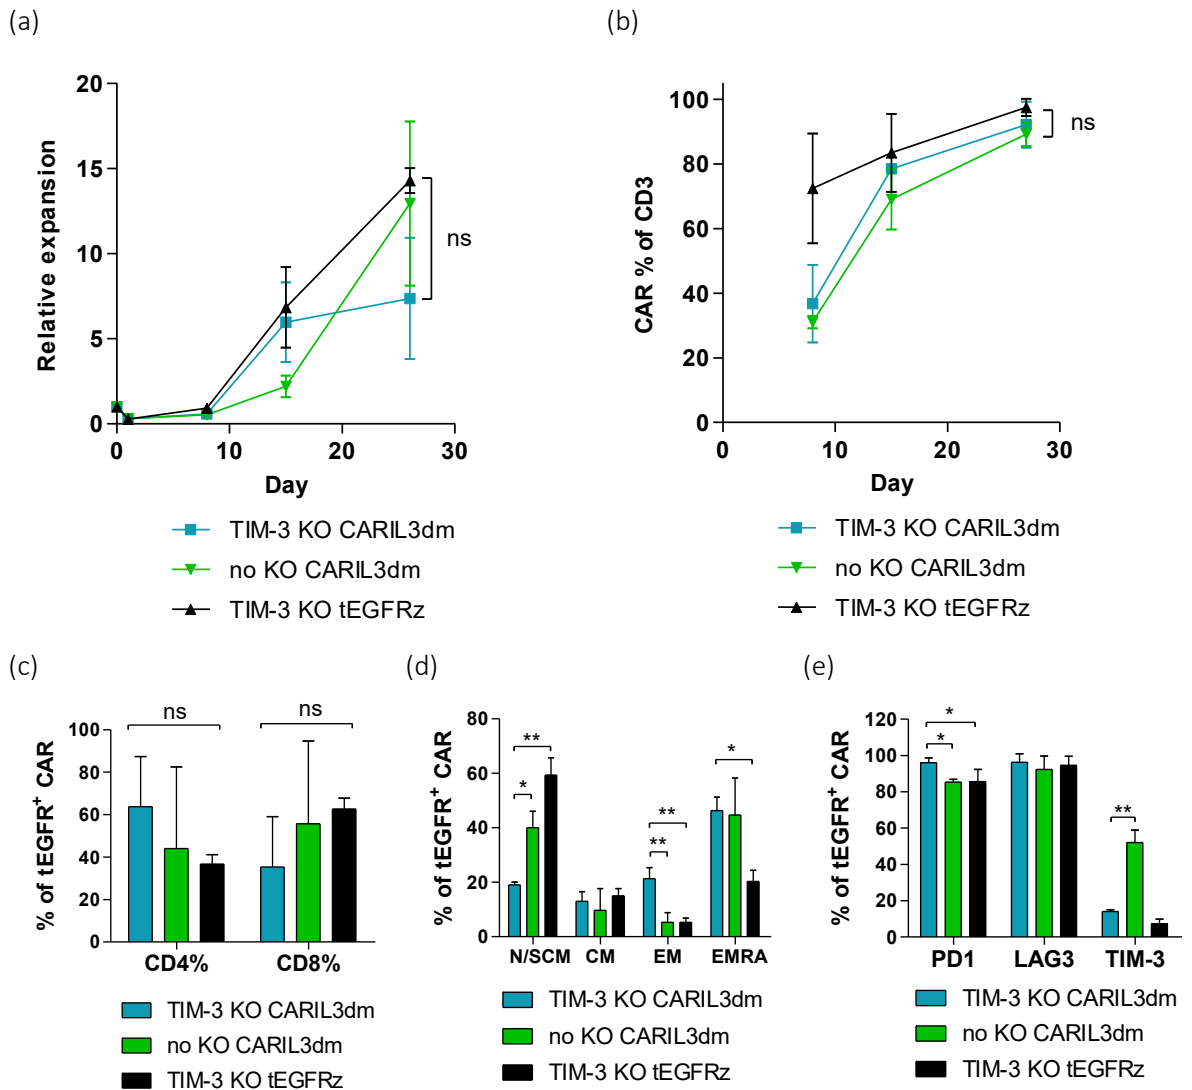 (a)
(b)
20
15
10
5
0
Relative expansion
0
10
20
30
Day
ns
TIM-3 KO CARIL3dm
no KO CARIL3dm
TIM-3 KO tEGFRz
100
80
60
40
20
0
CAR % of CD3
0
10
20
30
Day
ns
TIM-3 KO CARIL3dm
no KO CARIL3dm
TIM-3 KO tEGFRz
(c)
(d)
(e)
% of tEGFR⁺ CAR
100
80
60
40
20
0
ns
ns
CD4%
CD8%
TIM-3 KO CARIL3dm
no KO CARIL3dm
TIM-3 KO tEGFRz
% of tEGFR⁺ CAR
80
60
40
20
0
**
*
**
**
*
N/SCM
CM
EM
EMRA
TIM-3 KO CARIL3dm
no KO CARIL3dm
TIM-3 KO tEGFRz
% of tEGFR⁺ CAR
120
100
80
60
40
20
0
*
*
**
PD1
LAG3
TIM-3
TIM-3 KO CARIL3dm
no KO CARIL3dm
TIM-3 KO tEGFRz